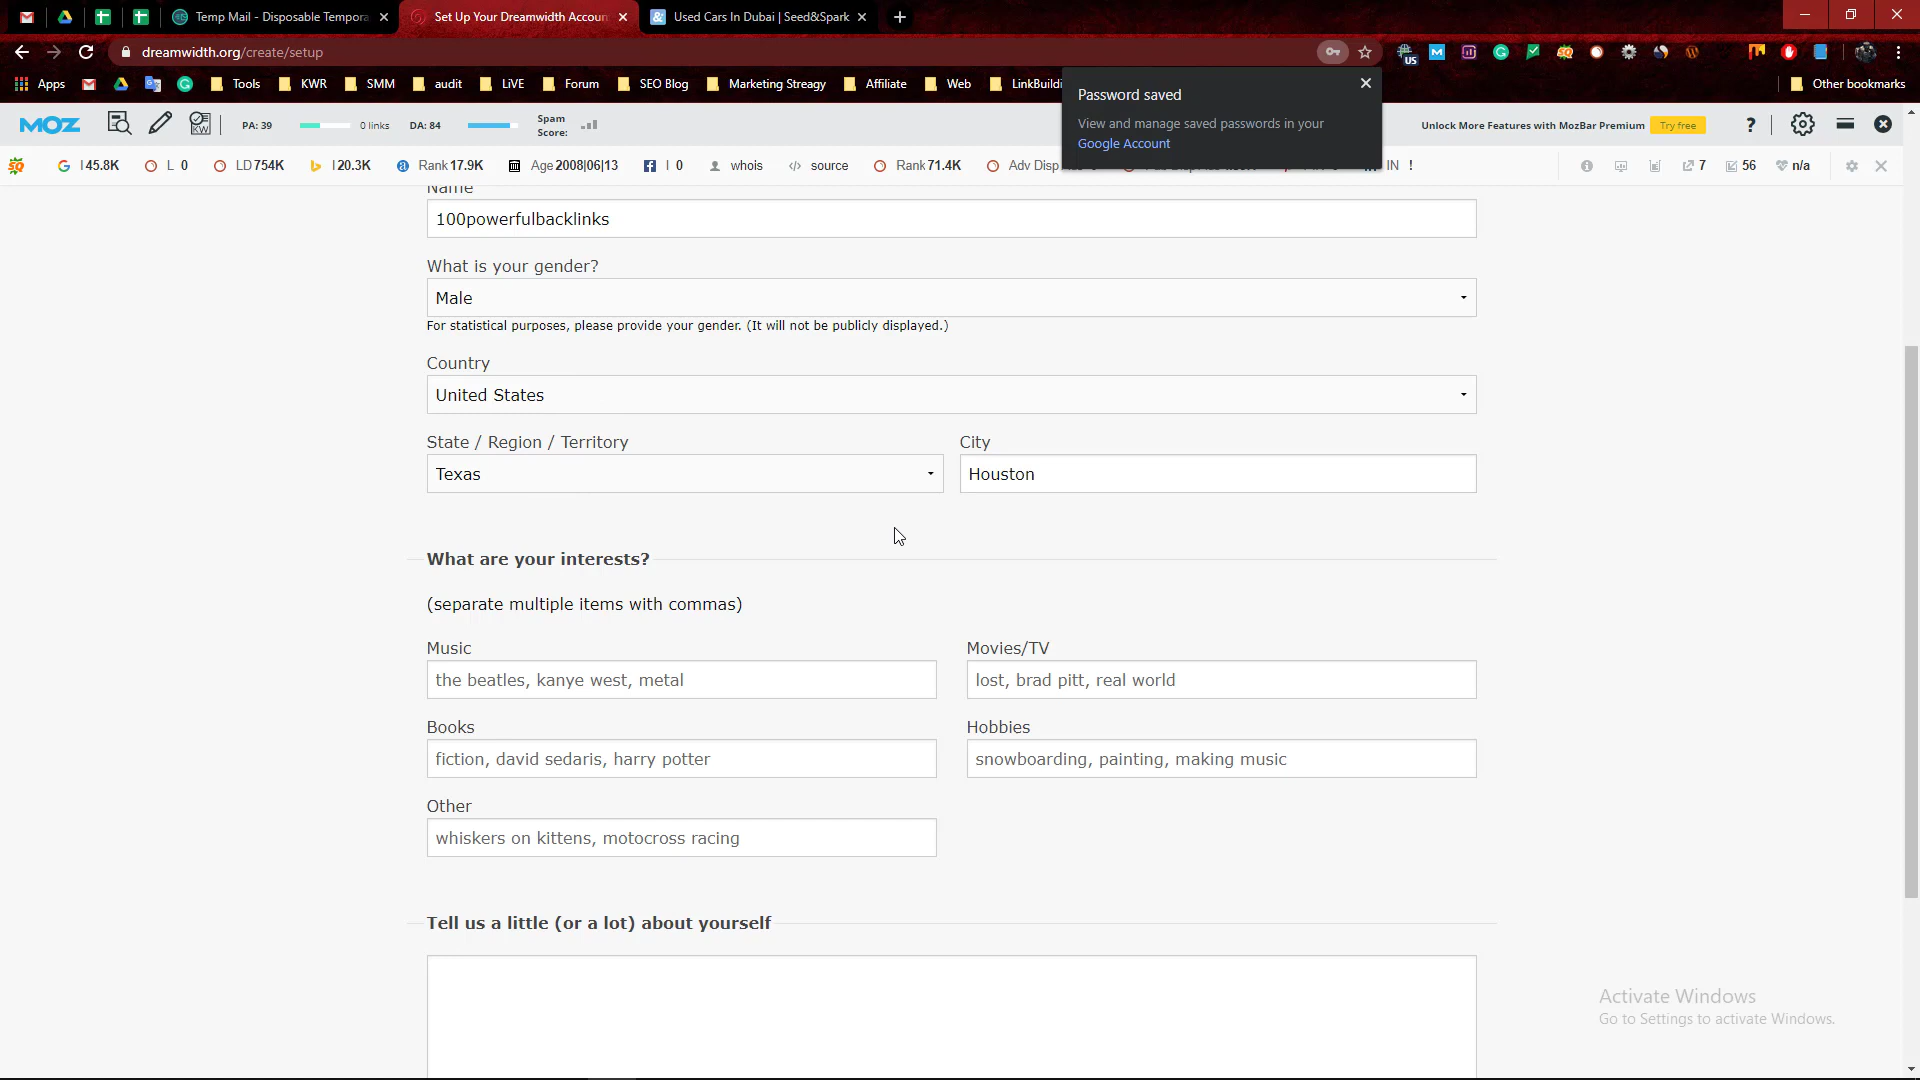 Temp Mail - Disposable Tempora
Set Up Your Dreamwidth Accoun
Used Cars In Dubai | Seed&Spark
dreamwidth.org/create/setup
US
Apps
Tools
KWR
SMM
audit
LiVE
Forum
SEO Blog
Marketing Streagy
Affiliate
Web
LinkBuildi
Other bookmarks
Password saved
View and manage saved passwords in your
Google Account
MOZ
PA: 39
0 links
DA: 84
Spam
Score:
Unlock More Features with MozBar Premium
Try free
?
I 45.8K
L 0
LD 754K
I 20.3K
Rank 17.9K
Age 2008|06|13
I 0
whois
source
Rank 71.4K
Adv Disp
IN
!
7
56
n/a
Name
100powerfulbacklinks
What is your gender?
Male
For statistical purposes, please provide your gender. (It will not be publicly displayed.)
Country
United States
State / Region / Territory
City
Texas
Houston
What are your interests?
(separate multiple items with commas)
Music
Movies/TV
the beatles, kanye west, metal
lost, brad pitt, real world
Books
Hobbies
fiction, david sedaris, harry potter
snowboarding, painting, making music
Other
whiskers on kittens, motocross racing
Tell us a little (or a lot) about yourself
Activate Windows
Go to Settings to activate Windows.